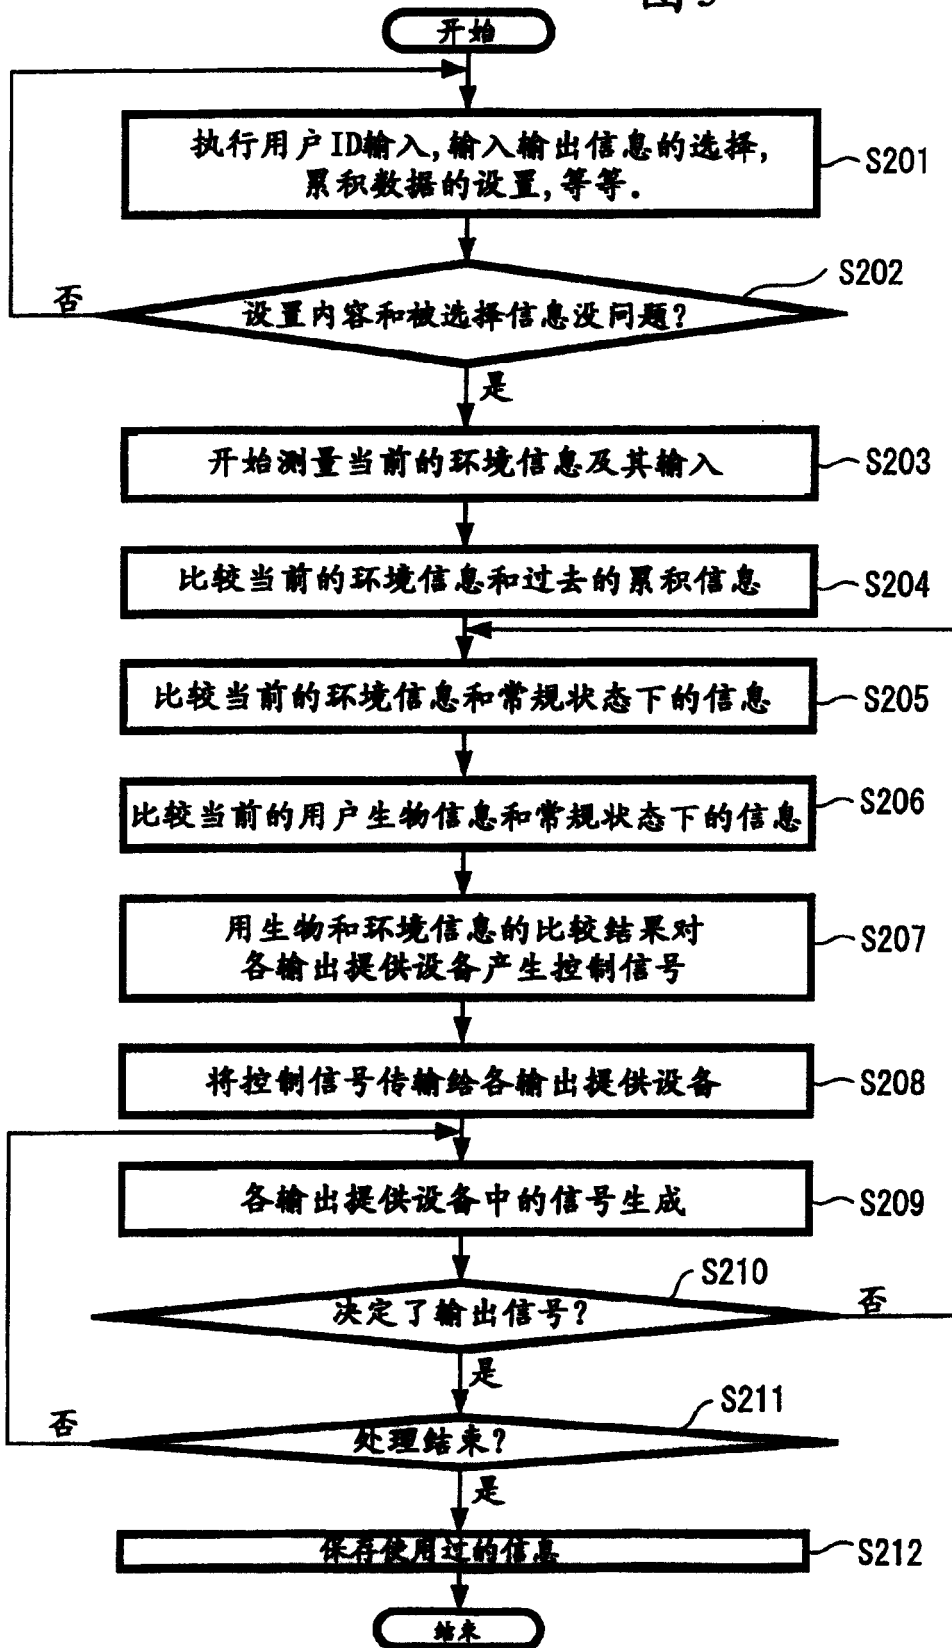 开始
执行用户ID输入,输入输出信息的选择,
累积数据的设置,等等.
S201
设置内容和被选择信息没问题?
S202
否
是
开始测量当前的环境信息及其输入
S203
比较当前的环境信息和过去的累积信息
S204
比较当前的环境信息和常规状态下的信息
S205
比较当前的用户生物信息和常规状态下的信息
S206
用生物和环境信息的比较结果对
各输出提供设备产生控制信号
S207
将控制信号传输给各输出提供设备
S208
各输出提供设备中的信号生成
S209
决定了输出信号?
S210
否
是
处理结束?
S211
否
是
保存使用过的信息
S212
结束